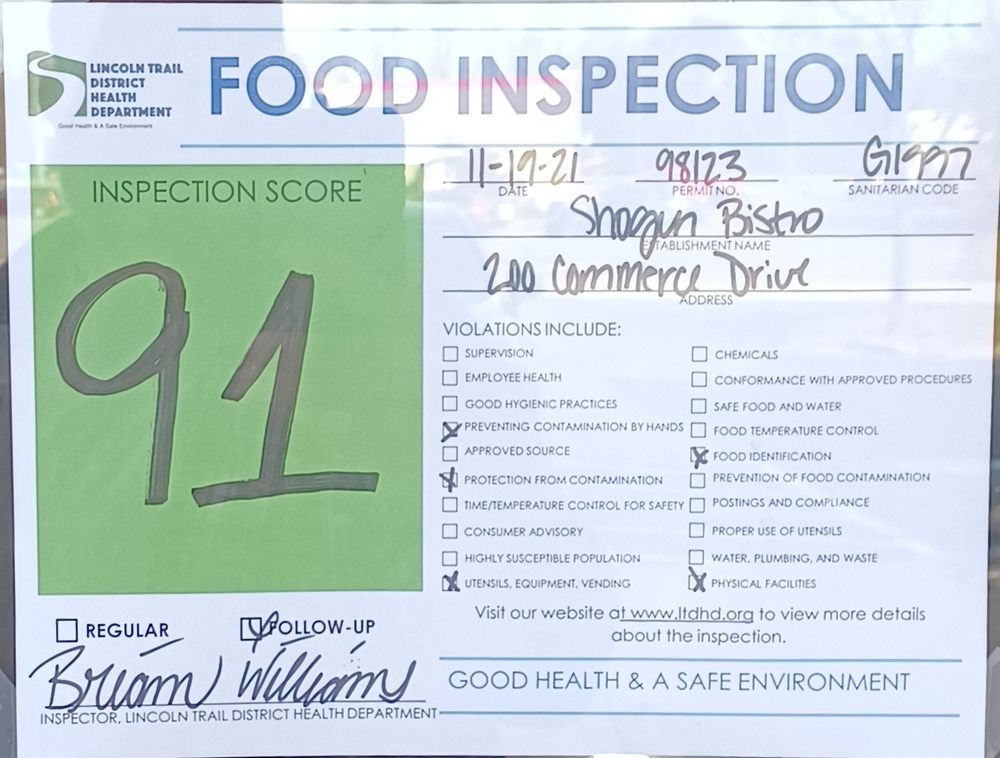 LINCOLN TRAIL
DISTRICT
HEALTH
DEPARTMENT
Good Health & A Safe Environment
FOOD INSPECTION
INSPECTION SCORE
91
11-19-21 98123 G1997
DATE PERMIT NO. SANITARIAN CODE
Shogun Bistro
ESTABLISHMENT NAME
200 Commerce Drive
ADDRESS
VIOLATIONS INCLUDE:
SUPERVISION
EMPLOYEE HEALTH
GOOD HYGIENIC PRACTICES
PREVENTING CONTAMINATION BY HANDS
APPROVED SOURCE
PROTECTION FROM CONTAMINATION
TIME/TEMPERATURE CONTROL FOR SAFETY
CONSUMER ADVISORY
HIGHLY SUSCEPTIBLE POPULATION
UTENSILS, EQUIPMENT, VENDING
CHEMICALS
CONFORMANCE WITH APPROVED PROCEDURES
SAFE FOOD AND WATER
FOOD TEMPERATURE CONTROL
FOOD IDENTIFICATION
PREVENTION OF FOOD CONTAMINATION
POSTINGS AND COMPLIANCE
PROPER USE OF UTENSILS
WATER, PLUMBING, AND WASTE
PHYSICAL FACILITIES
Visit our website at www.ltdhd.org to view more details
about the inspection.
REGULAR FOLLOW-UP
Brian Williams
INSPECTOR, LINCOLN TRAIL DISTRICT HEALTH DEPARTMENT
GOOD HEALTH & A SAFE ENVIRONMENT